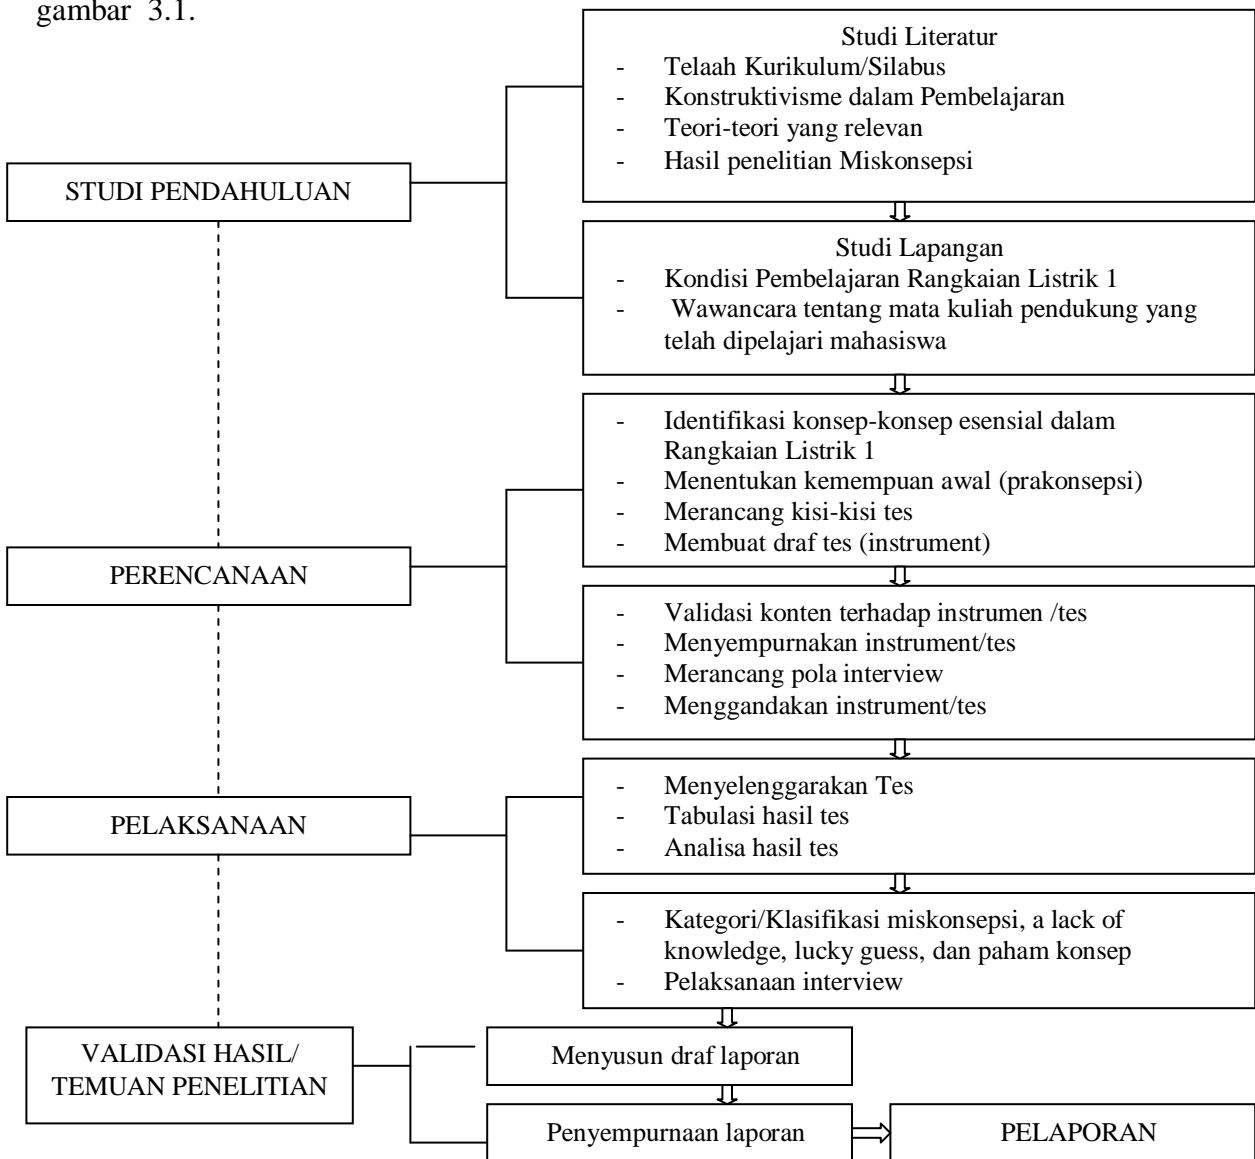 gambar 3.1.
Studi Literatur
- Telaah Kurikulum/Silabus
- Konstruktivisme dalam Pembelajaran
- Teori-teori yang relevan
- Hasil penelitian Miskonsepsi
STUDI PENDAHULUAN
Studi Lapangan
- Kondisi Pembelajaran Rangkaian Listrik 1
- Wawancara tentang mata kuliah pendukung yang
telah dipelajari mahasiswa
- Identifikasi konsep-konsep esensial dalam
Rangkaian Listrik 1
- Menentukan kemempuan awal (prakonsepsi)
- Merancang kisi-kisi tes
- Membuat draf tes (instrument)
PERENCANAAN
- Validasi konten terhadap instrumen /tes
- Menyempurnakan instrument/tes
- Merancang pola interview
- Menggandakan instrument/tes
- Menyelenggarakan Tes
- Tabulasi hasil tes
- Analisa hasil tes
PELAKSANAAN
- Kategori/Klasifikasi miskonsepsi, a lack of
knowledge, lucky guess, dan paham konsep
- Pelaksanaan interview
VALIDASI HASIL/
TEMUAN PENELITIAN
Menyusun draf laporan
Penyempurnaan laporan
PELAPORAN